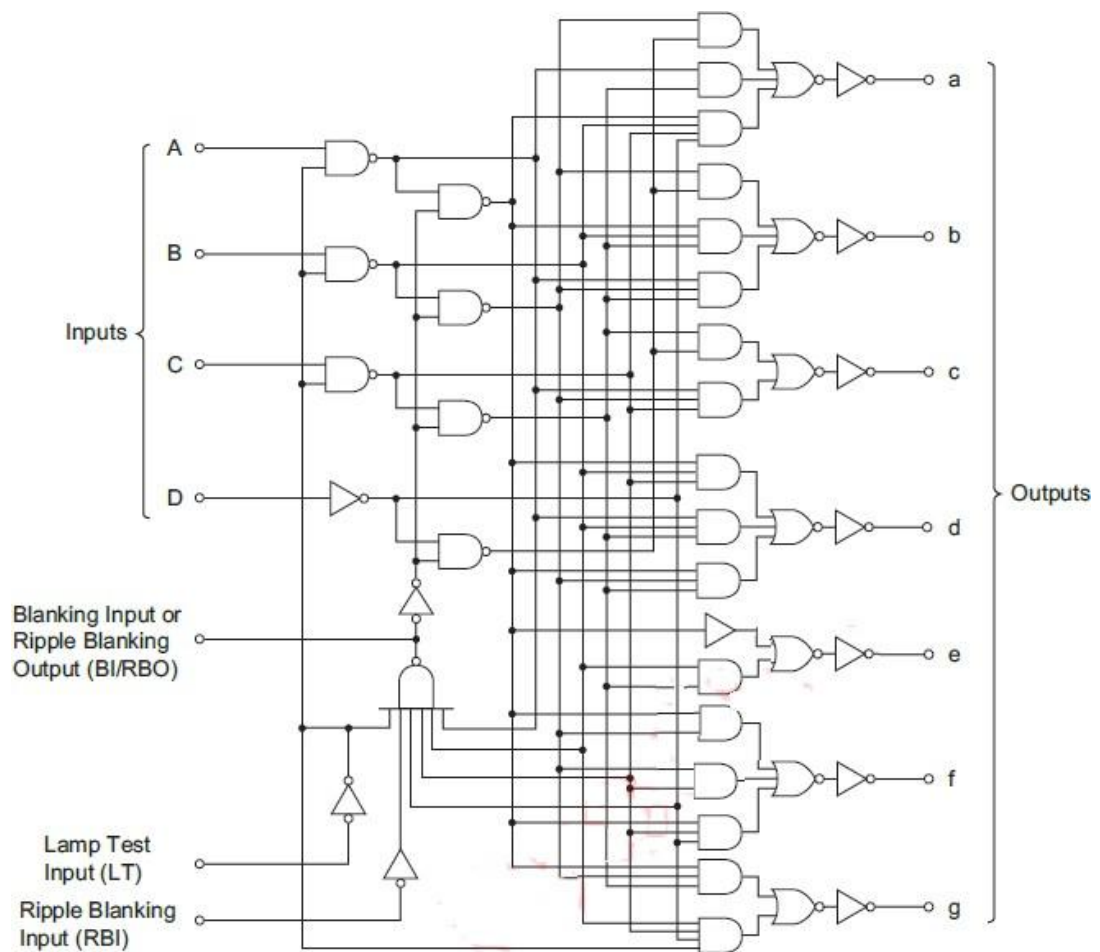 Inputs
A
B
C
D
Blanking Input or
Ripple Blanking
Output (BI/RBO)
Lamp Test
Input (LT)
Ripple Blanking
Input (RBI)
a
b
c
d
e
f
g
Outputs